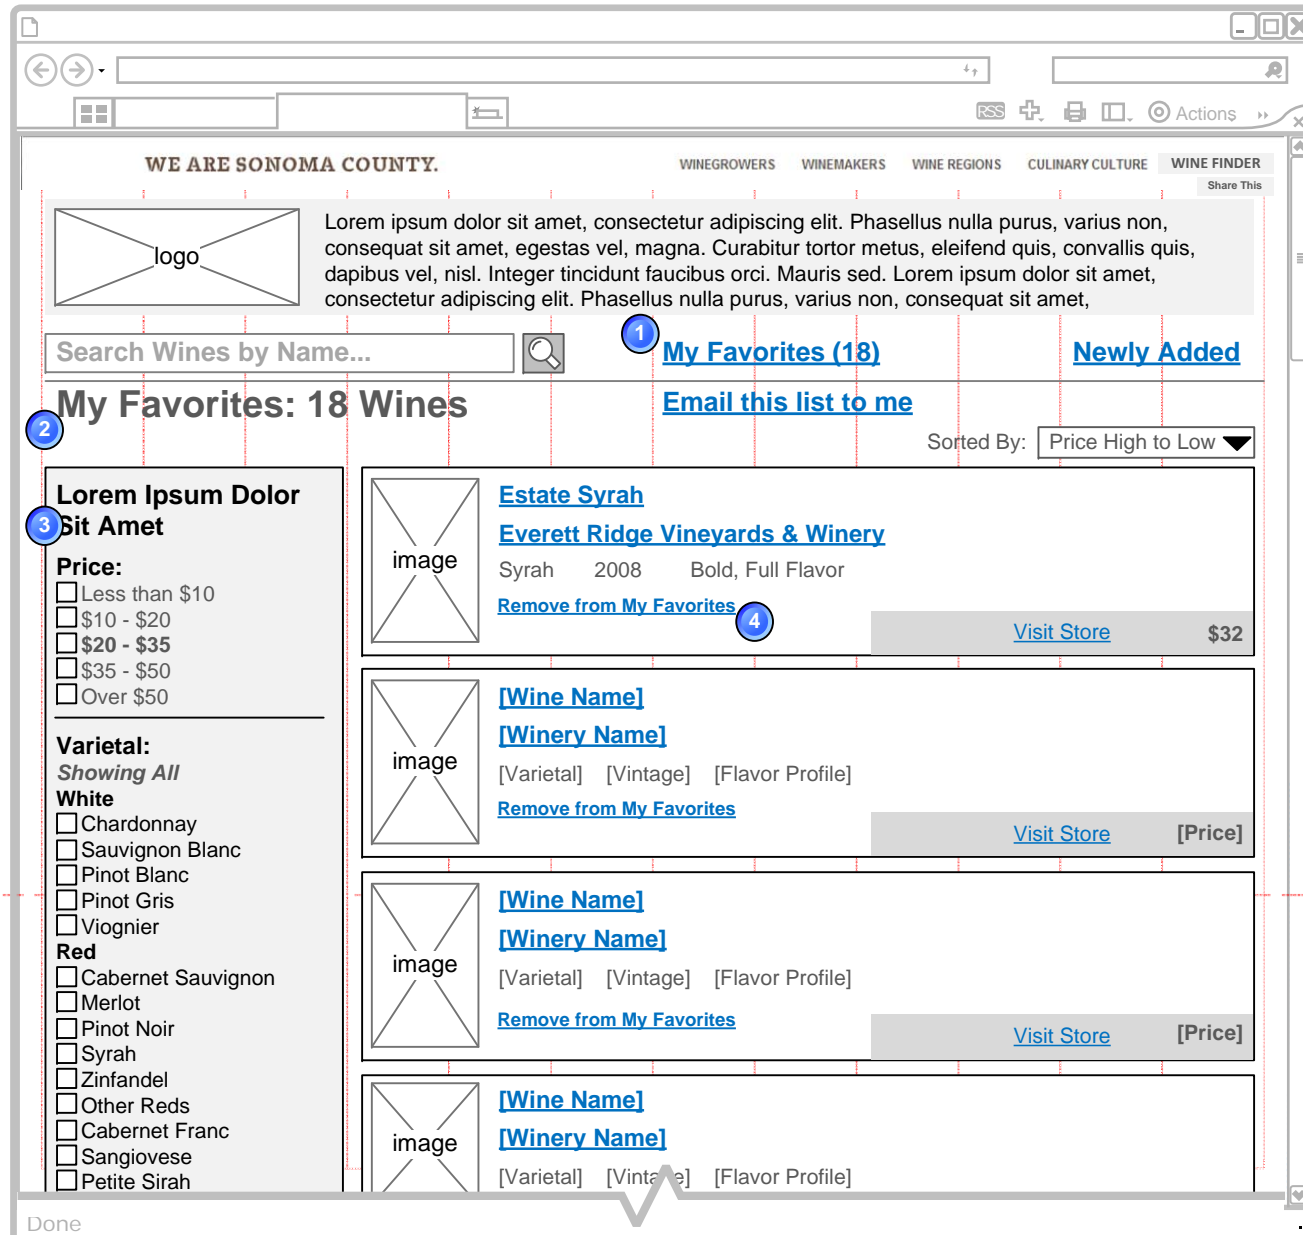 RSS Actions
WE ARE SONOMA COUNTY.
WINEGROWERS WINEMAKERS WINE REGIONS CULINARY CULTURE WINE FINDER
Share This
logo
Lorem ipsum dolor sit amet, consectetur adipiscing elit. Phasellus nulla purus, varius non,
consequat sit amet, egestas vel, magna. Curabitur tortor metus, eleifend quis, convallis quis,
dapibus vel, nisl. Integer tincidunt faucibus orci. Mauris sed. Lorem ipsum dolor sit amet,
consectetur adipiscing elit. Phasellus nulla purus, varius non, consequat sit amet,
1
Search Wines by Name...
My Favorites (18)
Newly Added
My Favorites: 18 Wines
Email this list to me
2
Sorted By: Price High to Low
Lorem Ipsum Dolor
3
Sit Amet
Price:
Less than $10
$10 - $20
$20 - $35
$35 - $50
Over $50
Varietal:
Showing All
White
Chardonnay
Sauvignon Blanc
Pinot Blanc
Pinot Gris
Viognier
Red
Cabernet Sauvignon
Merlot
Pinot Noir
Syrah
Zinfandel
Other Reds
Cabernet Franc
Sangiovese
Petite Sirah
image
Estate Syrah
Everett Ridge Vineyards & Winery
Syrah 2008 Bold, Full Flavor
Remove from My Favorites
4
Visit Store $32
image
[Wine Name]
[Winery Name]
[Varietal] [Vintage] [Flavor Profile]
Remove from My Favorites
Visit Store [Price]
image
[Wine Name]
[Winery Name]
[Varietal] [Vintage] [Flavor Profile]
Remove from My Favorites
Visit Store [Price]
image
[Wine Name]
[Winery Name]
[Varietal] [Vintage] [Flavor Profile]
Done